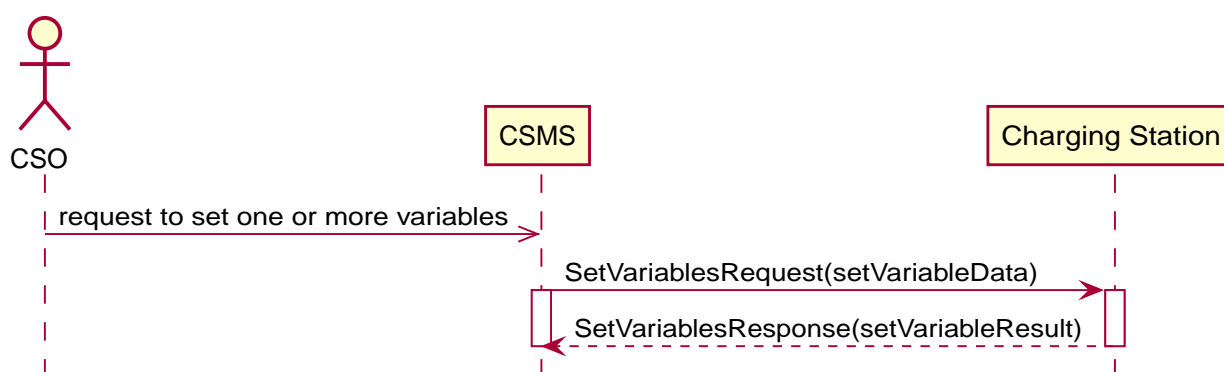 CSO
CSMS
Charging Station
request to set one or more variables
SetVariablesRequest(setVariableData)
SetVariablesResponse(setVariableResult)